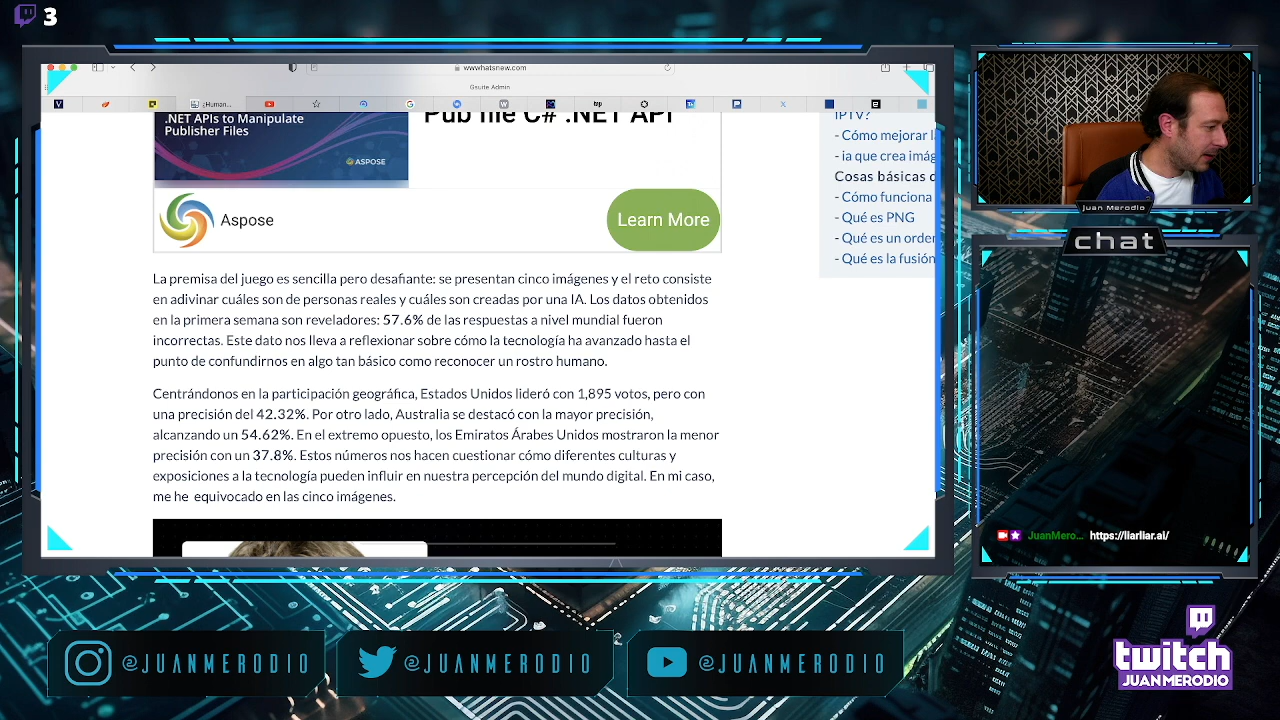 3
wwwhatsnew.com
Gsuite Admin
¿Human...
.NET APIs to Manipulate
Publisher Files
ASPOSE
Pub file C# .NET API
Aspose
Learn More
IPTV?
- Cómo mejorar l
- ia que crea imág
Cosas básicas d
- Cómo funciona
- Qué es PNG
- Qué es un orden
- Qué es la fusión
La premisa del juego es sencilla pero desafiante: se presentan cinco imágenes y el reto consiste
en adivinar cuáles son de personas reales y cuáles son creadas por una IA. Los datos obtenidos
en la primera semana son reveladores: 57.6% de las respuestas a nivel mundial fueron
incorrectas. Este dato nos lleva a reflexionar sobre cómo la tecnología ha avanzado hasta el
punto de confundirnos en algo tan básico como reconocer un rostro humano.
Centrándonos en la participación geográfica, Estados Unidos lideró con 1,895 votos, pero con
una precisión del 42.32%. Por otro lado, Australia se destacó con la mayor precisión,
alcanzando un 54.62%. En el extremo opuesto, los Emiratos Árabes Unidos mostraron la menor
precisión con un 37.8%. Estos números nos hacen cuestionar cómo diferentes culturas y
exposiciones a la tecnología pueden influir en nuestra percepción del mundo digital. En mi caso,
me he equivocado en las cinco imágenes.
Juan Merodio
chat
JuanMero... https://liarliar.ai/
@JUANMERODIO
@JUANMERODIO
@JUANMERODIO
twitch
JUANMERODIO